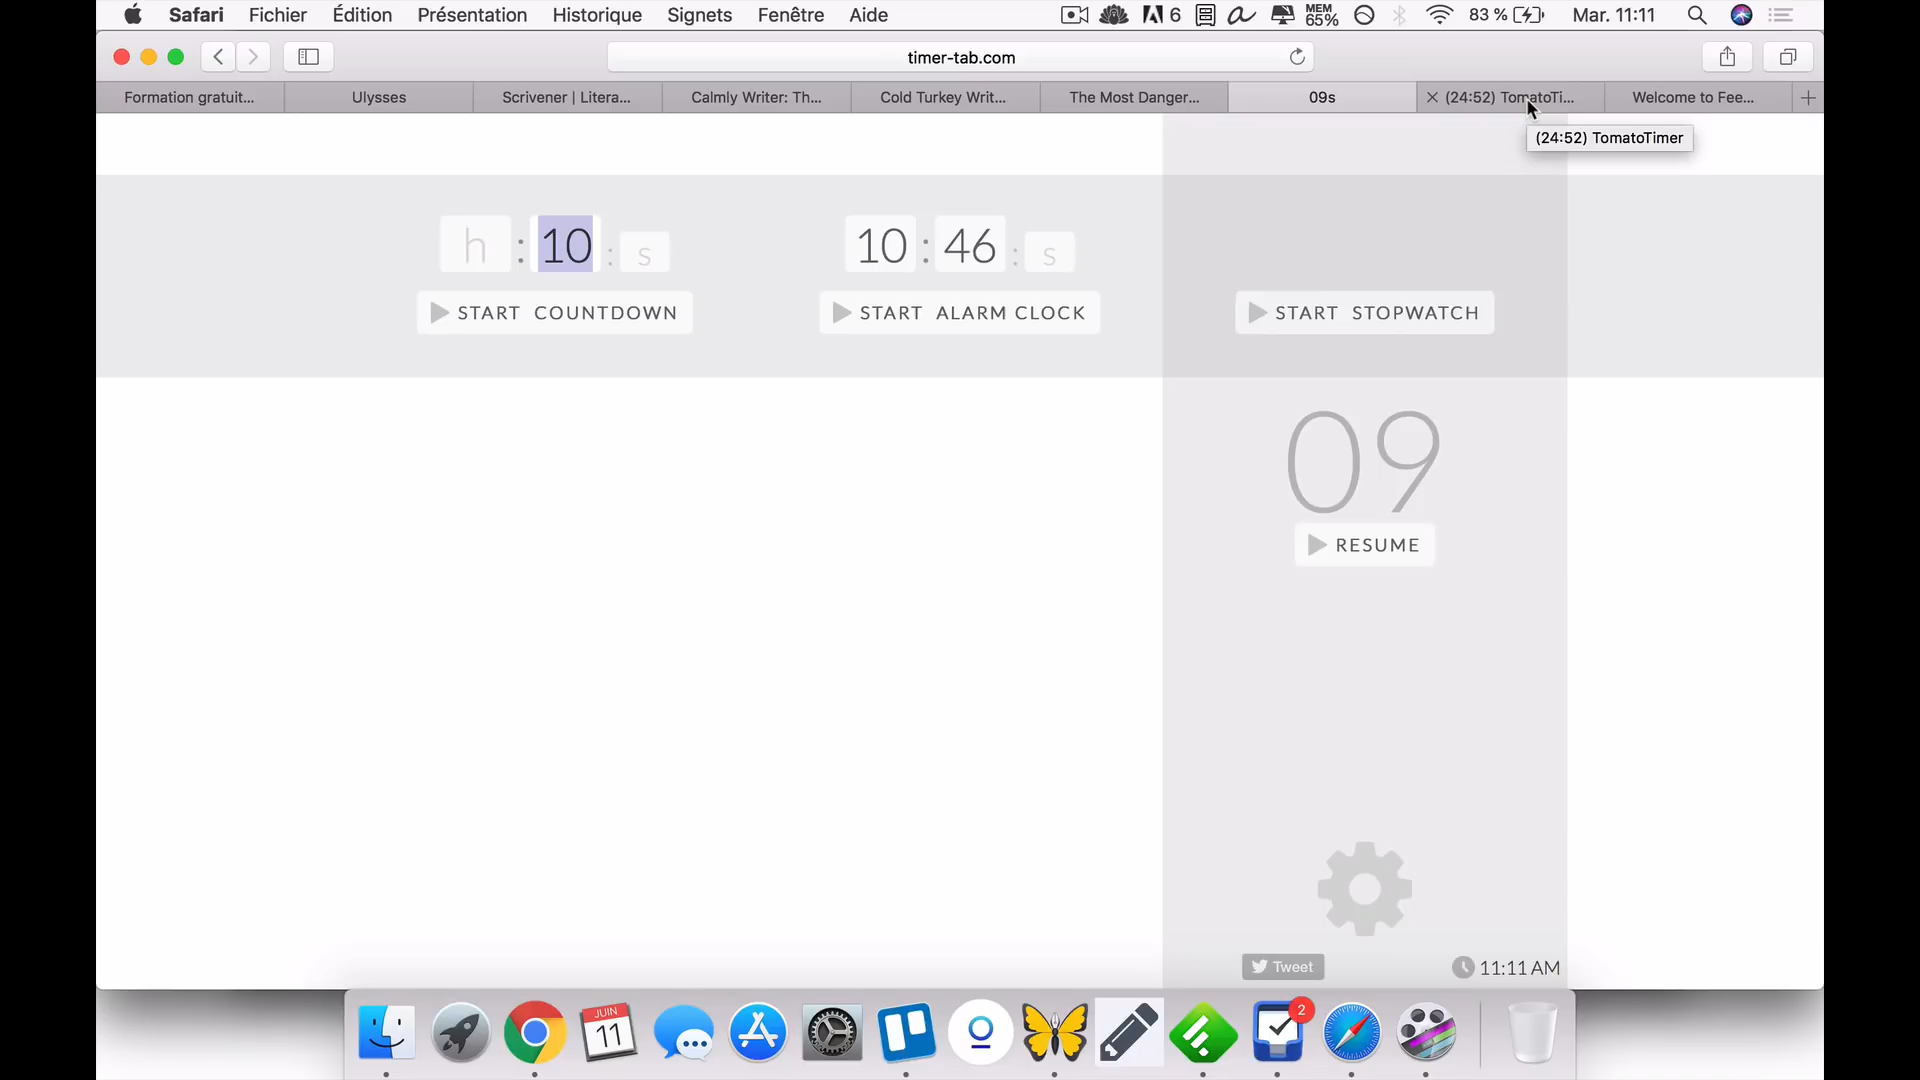 Safari Fichier Édition Présentation Historique Signets Fenêtre Aide 6 MEM 65% 83 % Mar. 11:11
timer-tab.com
Formation gratuit... Ulysses Scrivener | Litera... Calmly Writer: Th... Cold Turkey Writ... The Most Danger... 09s (24:52) TomatoTi... Welcome to Fee...
(24:52) TomatoTimer
h : 10 : s 10 : 46 : s
START COUNTDOWN START ALARM CLOCK START STOPWATCH
09
RESUME
Tweet 11:11 AM
JUIN
11
2